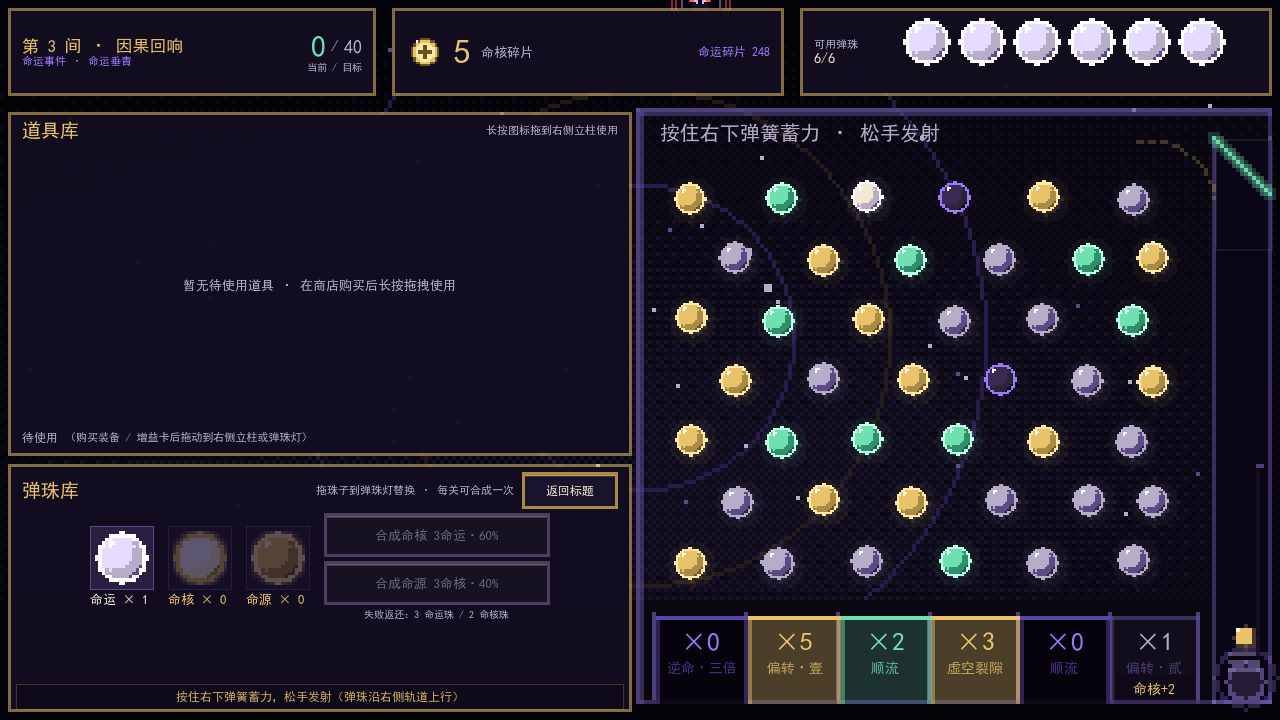 第 3 间 · 因果回响
命运事件 · 命运垂青
0 / 40
当前 / 目标
5 命核碎片
命运碎片 248
可用弹珠
6/6
道具库
长按图标拖到右侧立柱使用
暂无待使用道具 · 在商店购买后长按拖拽使用
待使用 （购买装备 / 增益卡后拖动到右侧立柱或弹珠灯）
弹珠库
拖珠子到弹珠灯替换 · 每关可合成一次
返回标题
合成命核 3命运·60%
合成命源 3命核·40%
命运 × 1
命核 × 0
命源 × 0
失败返还: 3 命运珠 / 2 命核珠
按住右下弹簧蓄力，松手发射（弹珠沿右侧轨道上行）
按住右下弹簧蓄力 · 松手发射
×0
逆命·三倍
×5
偏转·壹
×2
顺流
×3
虚空裂隙
×0
顺流
×1
偏转·贰
命核+2